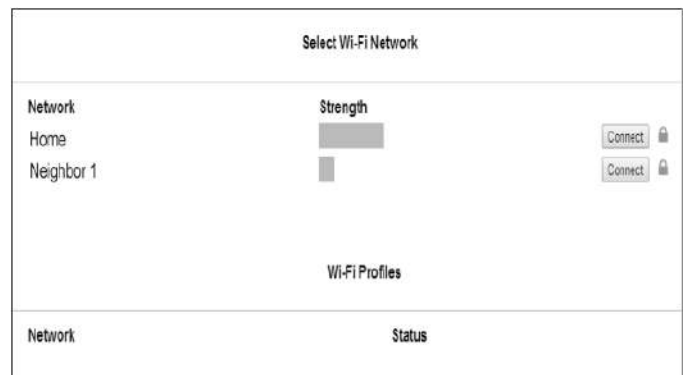 Select Wi-Fi Network
Network Strength
Home Connect
Neighbor 1 Connect
Wi-Fi Profiles
Network Status